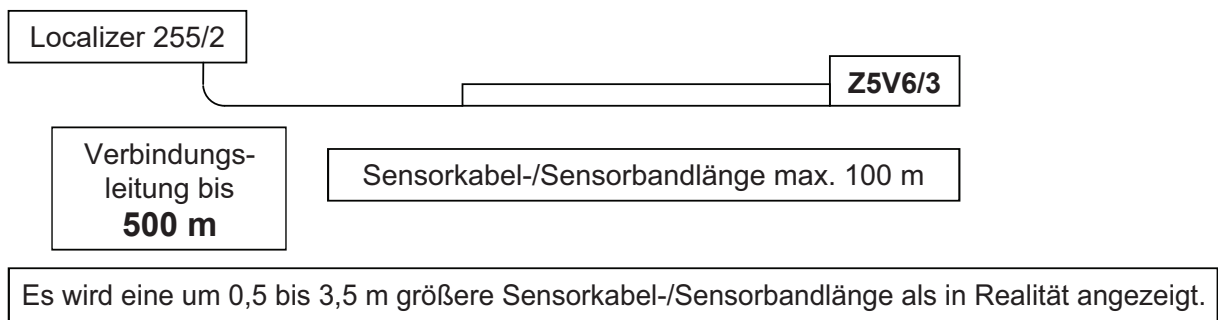 Localizer 255/2
Z5V6/3
Verbindungs-
leitung bis
500 m
Sensorkabel-/Sensorbandlänge max. 100 m
Es wird eine um 0,5 bis 3,5 m größere Sensorkabel-/Sensorbandlänge als in Realität angezeigt.